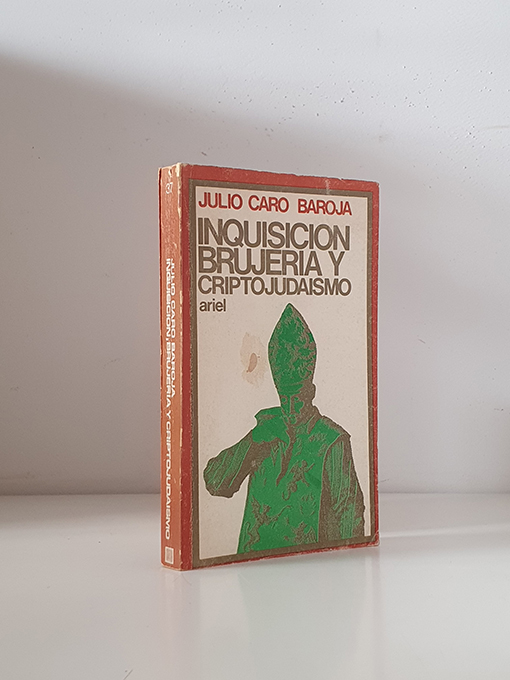 JULIO CARO BAROJA
INQUISICION
BRUJERIA Y
CRIPTOJUDAISMO
ariel
JULIO CARO BAROJA
INQUISICION, BRUJERIA Y CRIPTOJUDAISMO